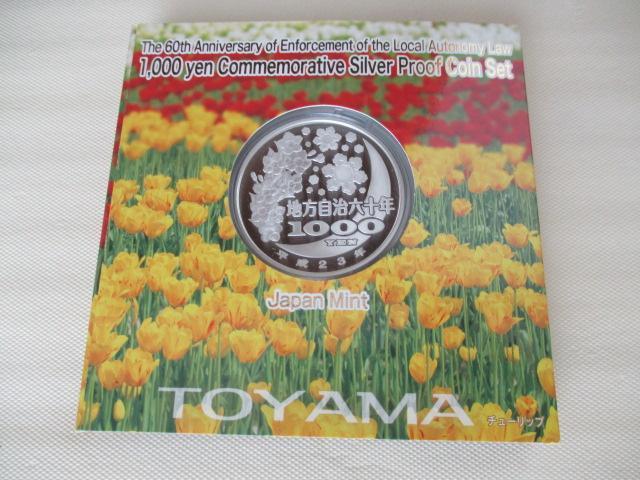 The 60th Anniversary of Enforcement of the Local Autonomy Law
1,000 yen Commemorative Silver Proof Coin Set
地方自治六十年
1000
YEN
平成23年
Japan Mint
TOYAMA
チューリップ